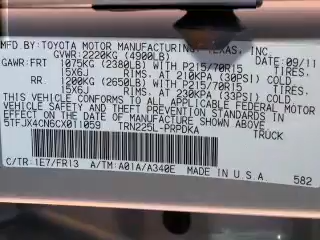 MFD. BY: TOYOTA MOTOR MANUFACTURING, TEXAS, INC.
GVWR:2220KG (4900LB) 09/11
GAWR:FRT 1075KG (2380LB) WITH P215/70R15 TIRES.
15X6J RIMS, AT 210KPA (30PSI) COLD
RR. 1200KG (2650LB) WITH P215/70R15 TIRES.
15X6J RIMS, AT 230KPA (33PSI) COLD
THIS VEHICLE CONFORMS TO ALL APPLICABLE FEDERAL MOTOR
VEHICLE SAFETY AND THEFT PREVENTION STANDARDS IN
EFFECT ON THE DATE OF MANUFACTURE SHOWN ABOVE.
5TFJX4CN6CX011059 TRN225L-PRPDKA TRUCK
C/TR:1E7/FR13 A/TM:A01A/A340E MADE IN U.S.A
582